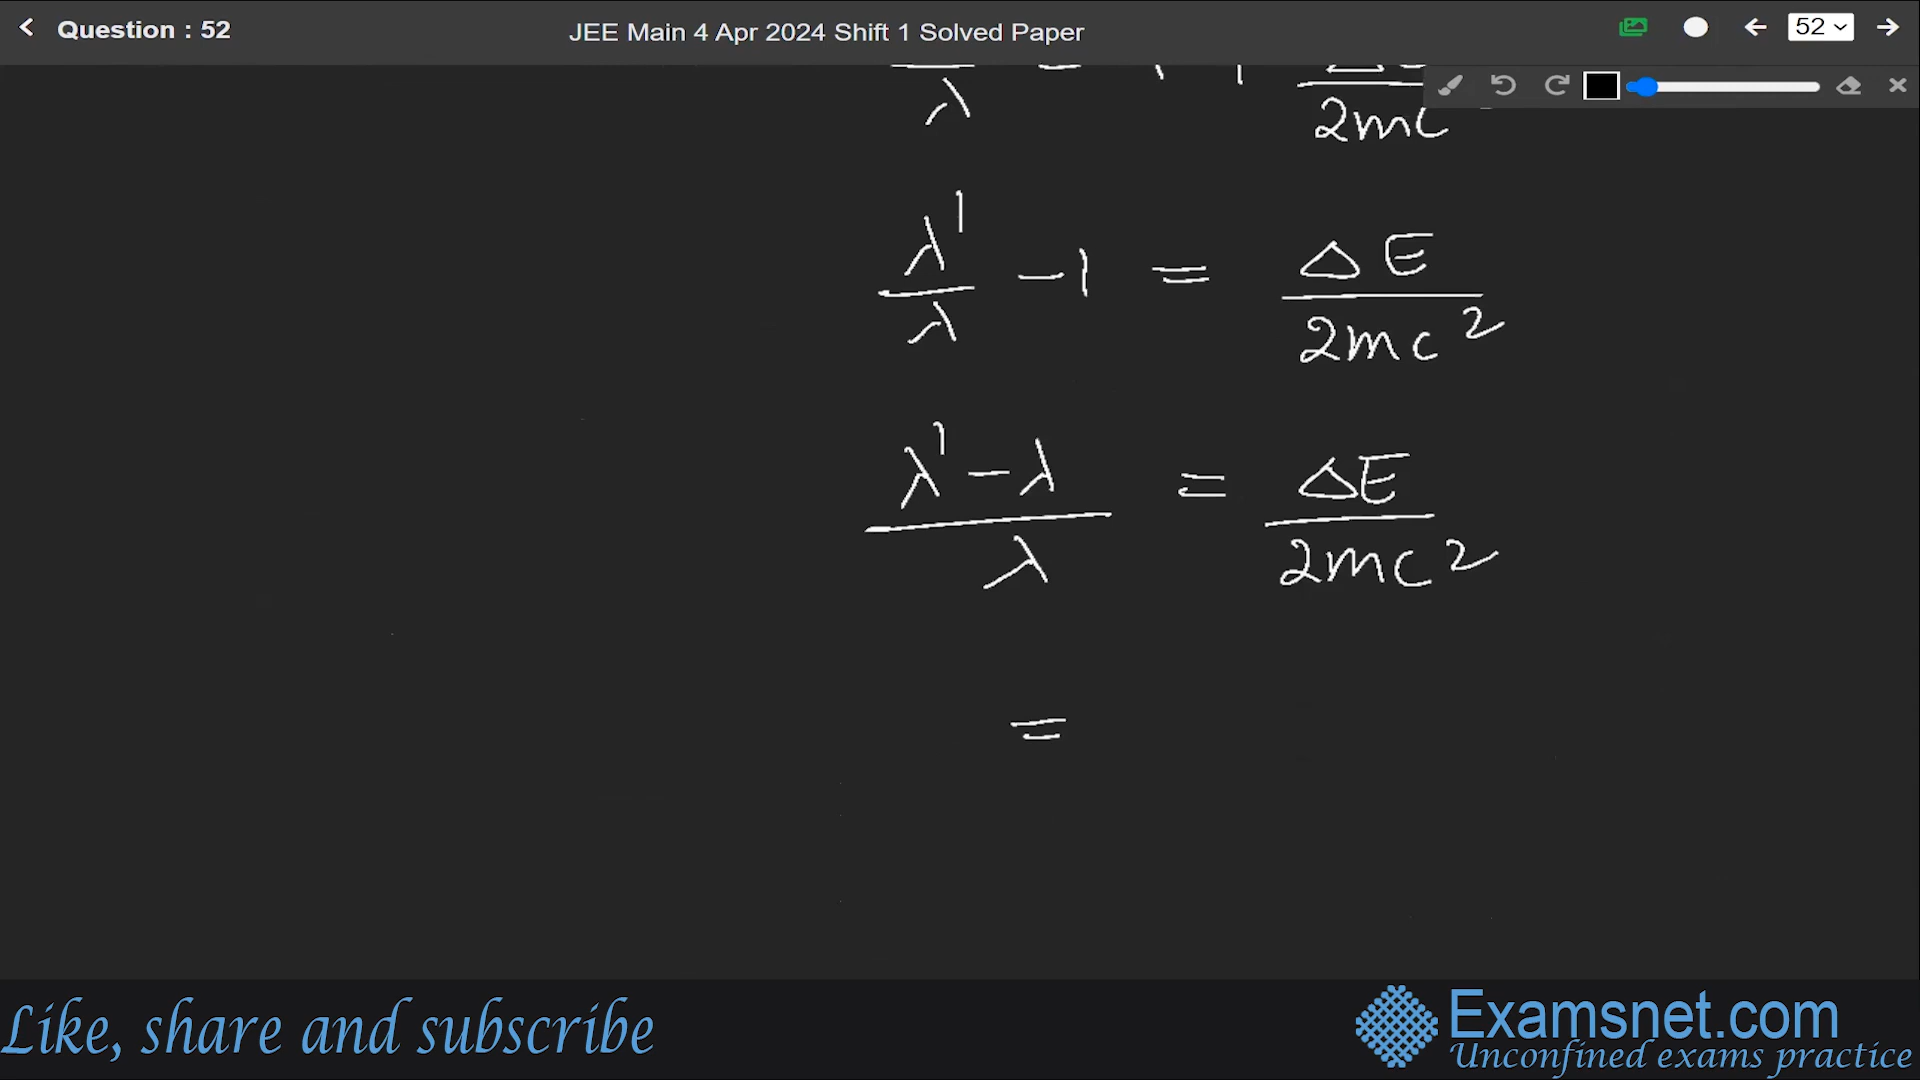 Question : 52
JEE Main 4 Apr 2024 Shift 1 Solved Paper
52
λ
2mc
λ' / λ - 1 = ΔE / 2mc²
λ' - λ / λ = ΔE / 2mc²
=
Like, share and subscribe
Examsnet.com
Unconfined exams practice